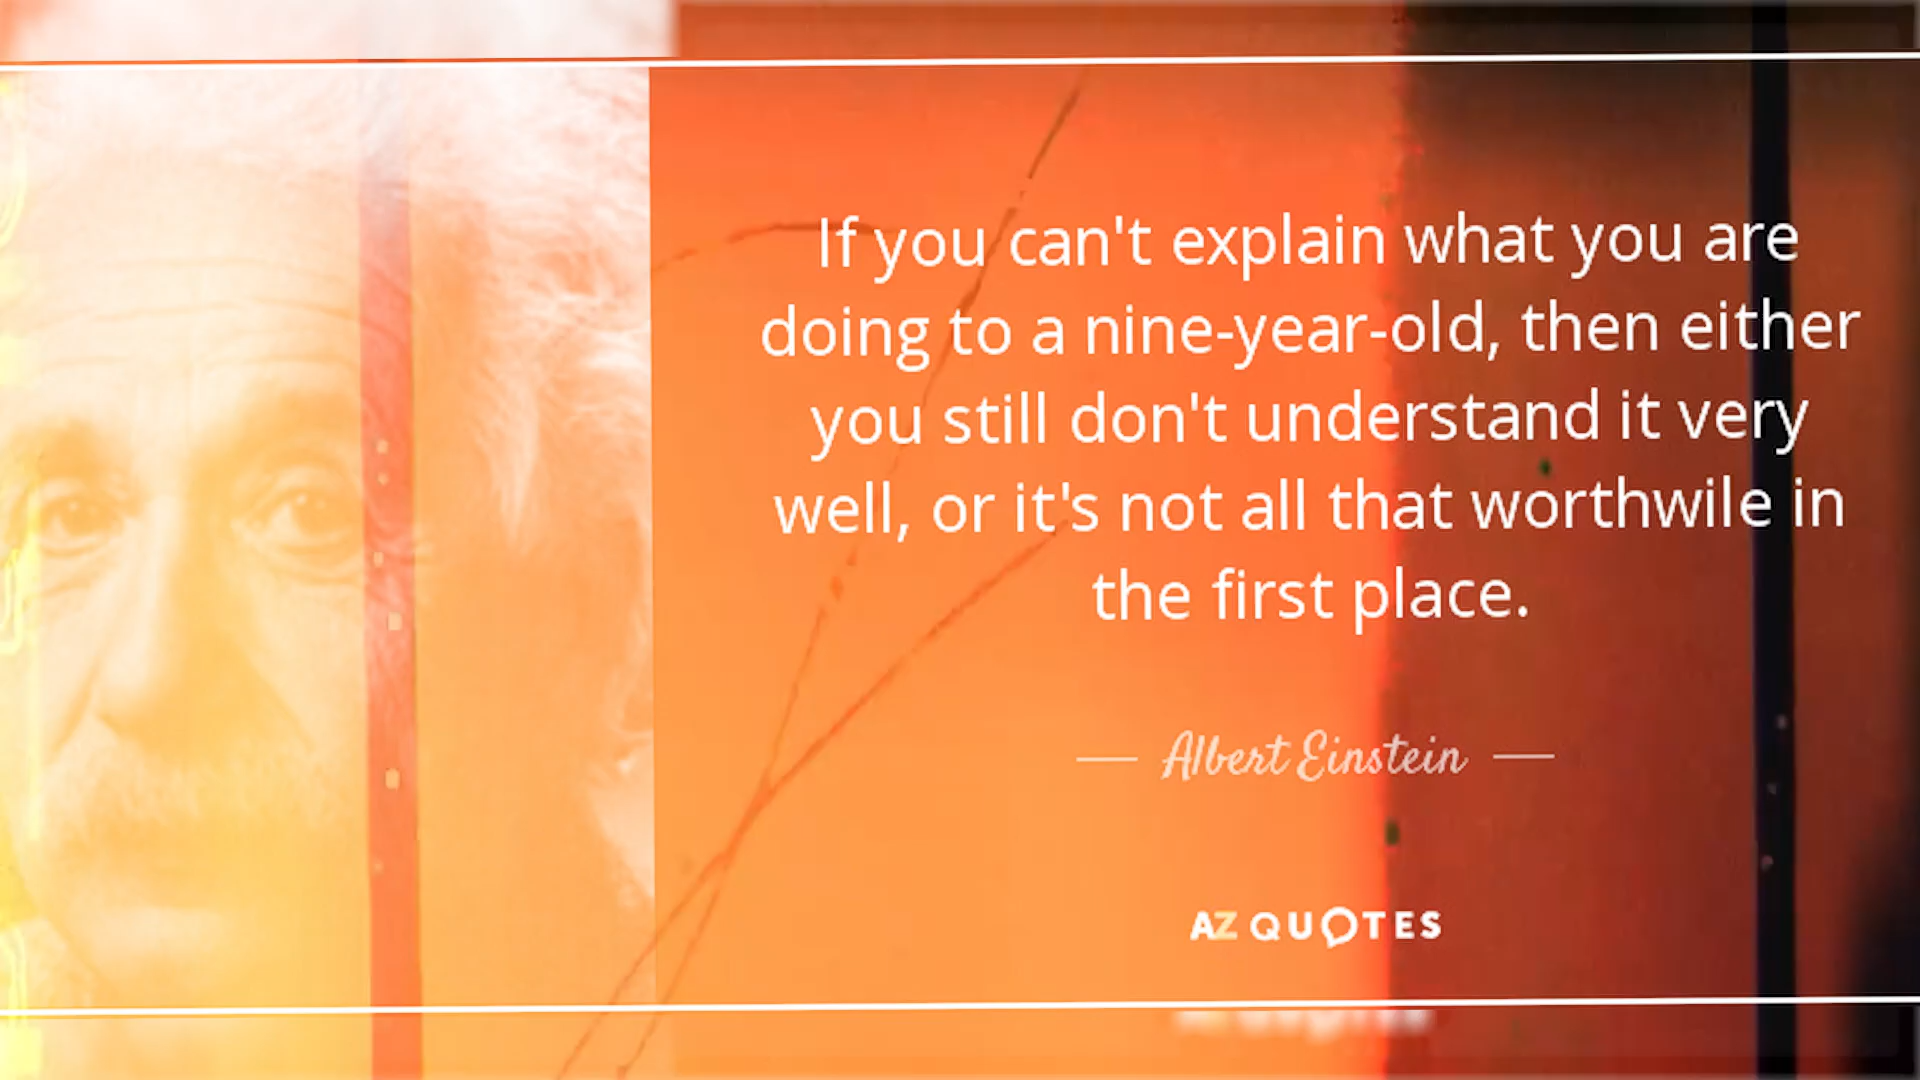 If you can't explain what you are
doing to a nine-year-old, then either
you still don't understand it very
well, or it's not all that worthwile in
the first place.
— Albert Einstein —
AZ QUOTES